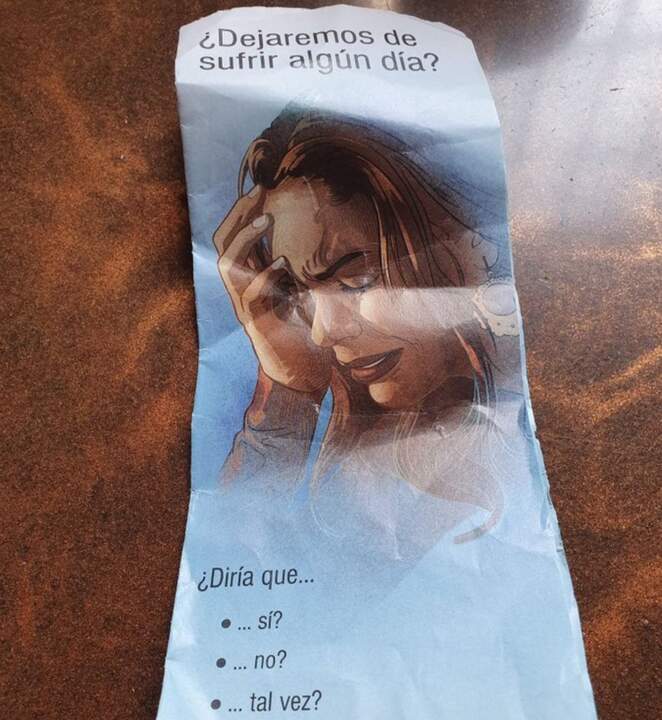 ¿Dejaremos de
sufrir algún día?
¿Diría que...
• ... sí?
• ... no?
• ... tal vez?